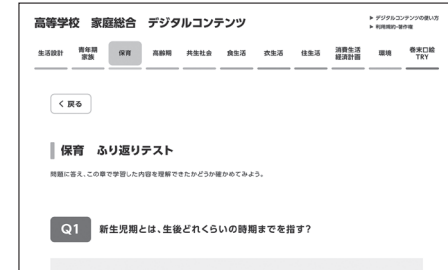 高等学校 家庭総合 デジタルコンテンツ
▶ デジタルコンテンツの使い方
▶ 利用規約・著作権
生活設計 青年期家族 保育 高齢期 共生社会 食生活 衣生活 住生活 消費生活経済計画 環境 巻末口絵TRY
< 戻る
保育 ふり返りテスト
問題に答え、この章で学習した内容を理解できたかどうか確かめてみよう。
Q1 新生児期とは、生後どれくらいの時期までを指す?